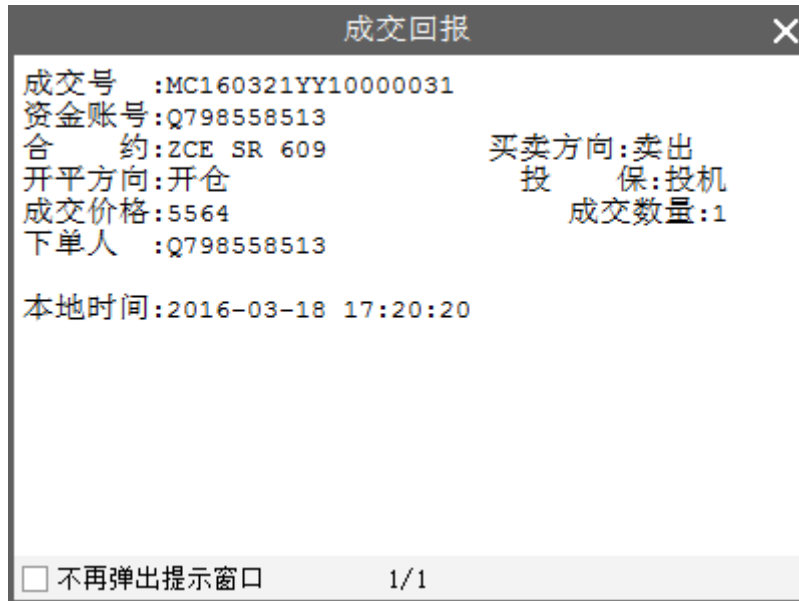 成交回报
成交号 :MC160321YY10000031
资金账号:Q798558513
合 约:ZCE SR 609 买卖方向:卖出
开平方向:开仓 投 保:投机
成交价格:5564 成交数量:1
下单人 :Q798558513
本地时间:2016-03-18 17:20:20
不再弹出提示窗口 1/1